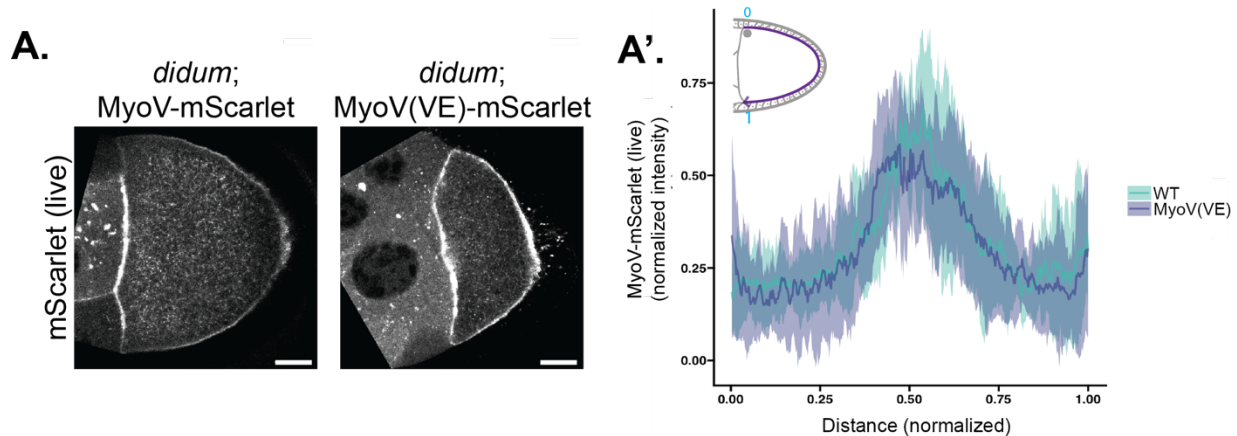 A.
didum;
MyoV-mScarlet
didum;
MyoV(VE)-mScarlet
mScarlet (live)
A'.
0
1
MyoV-mScarlet (live)
(normalized intensity)
0.75
0.50
0.25
0.00
0.00
0.25
0.50
0.75
1.00
Distance (normalized)
WT
MyoV(VE)